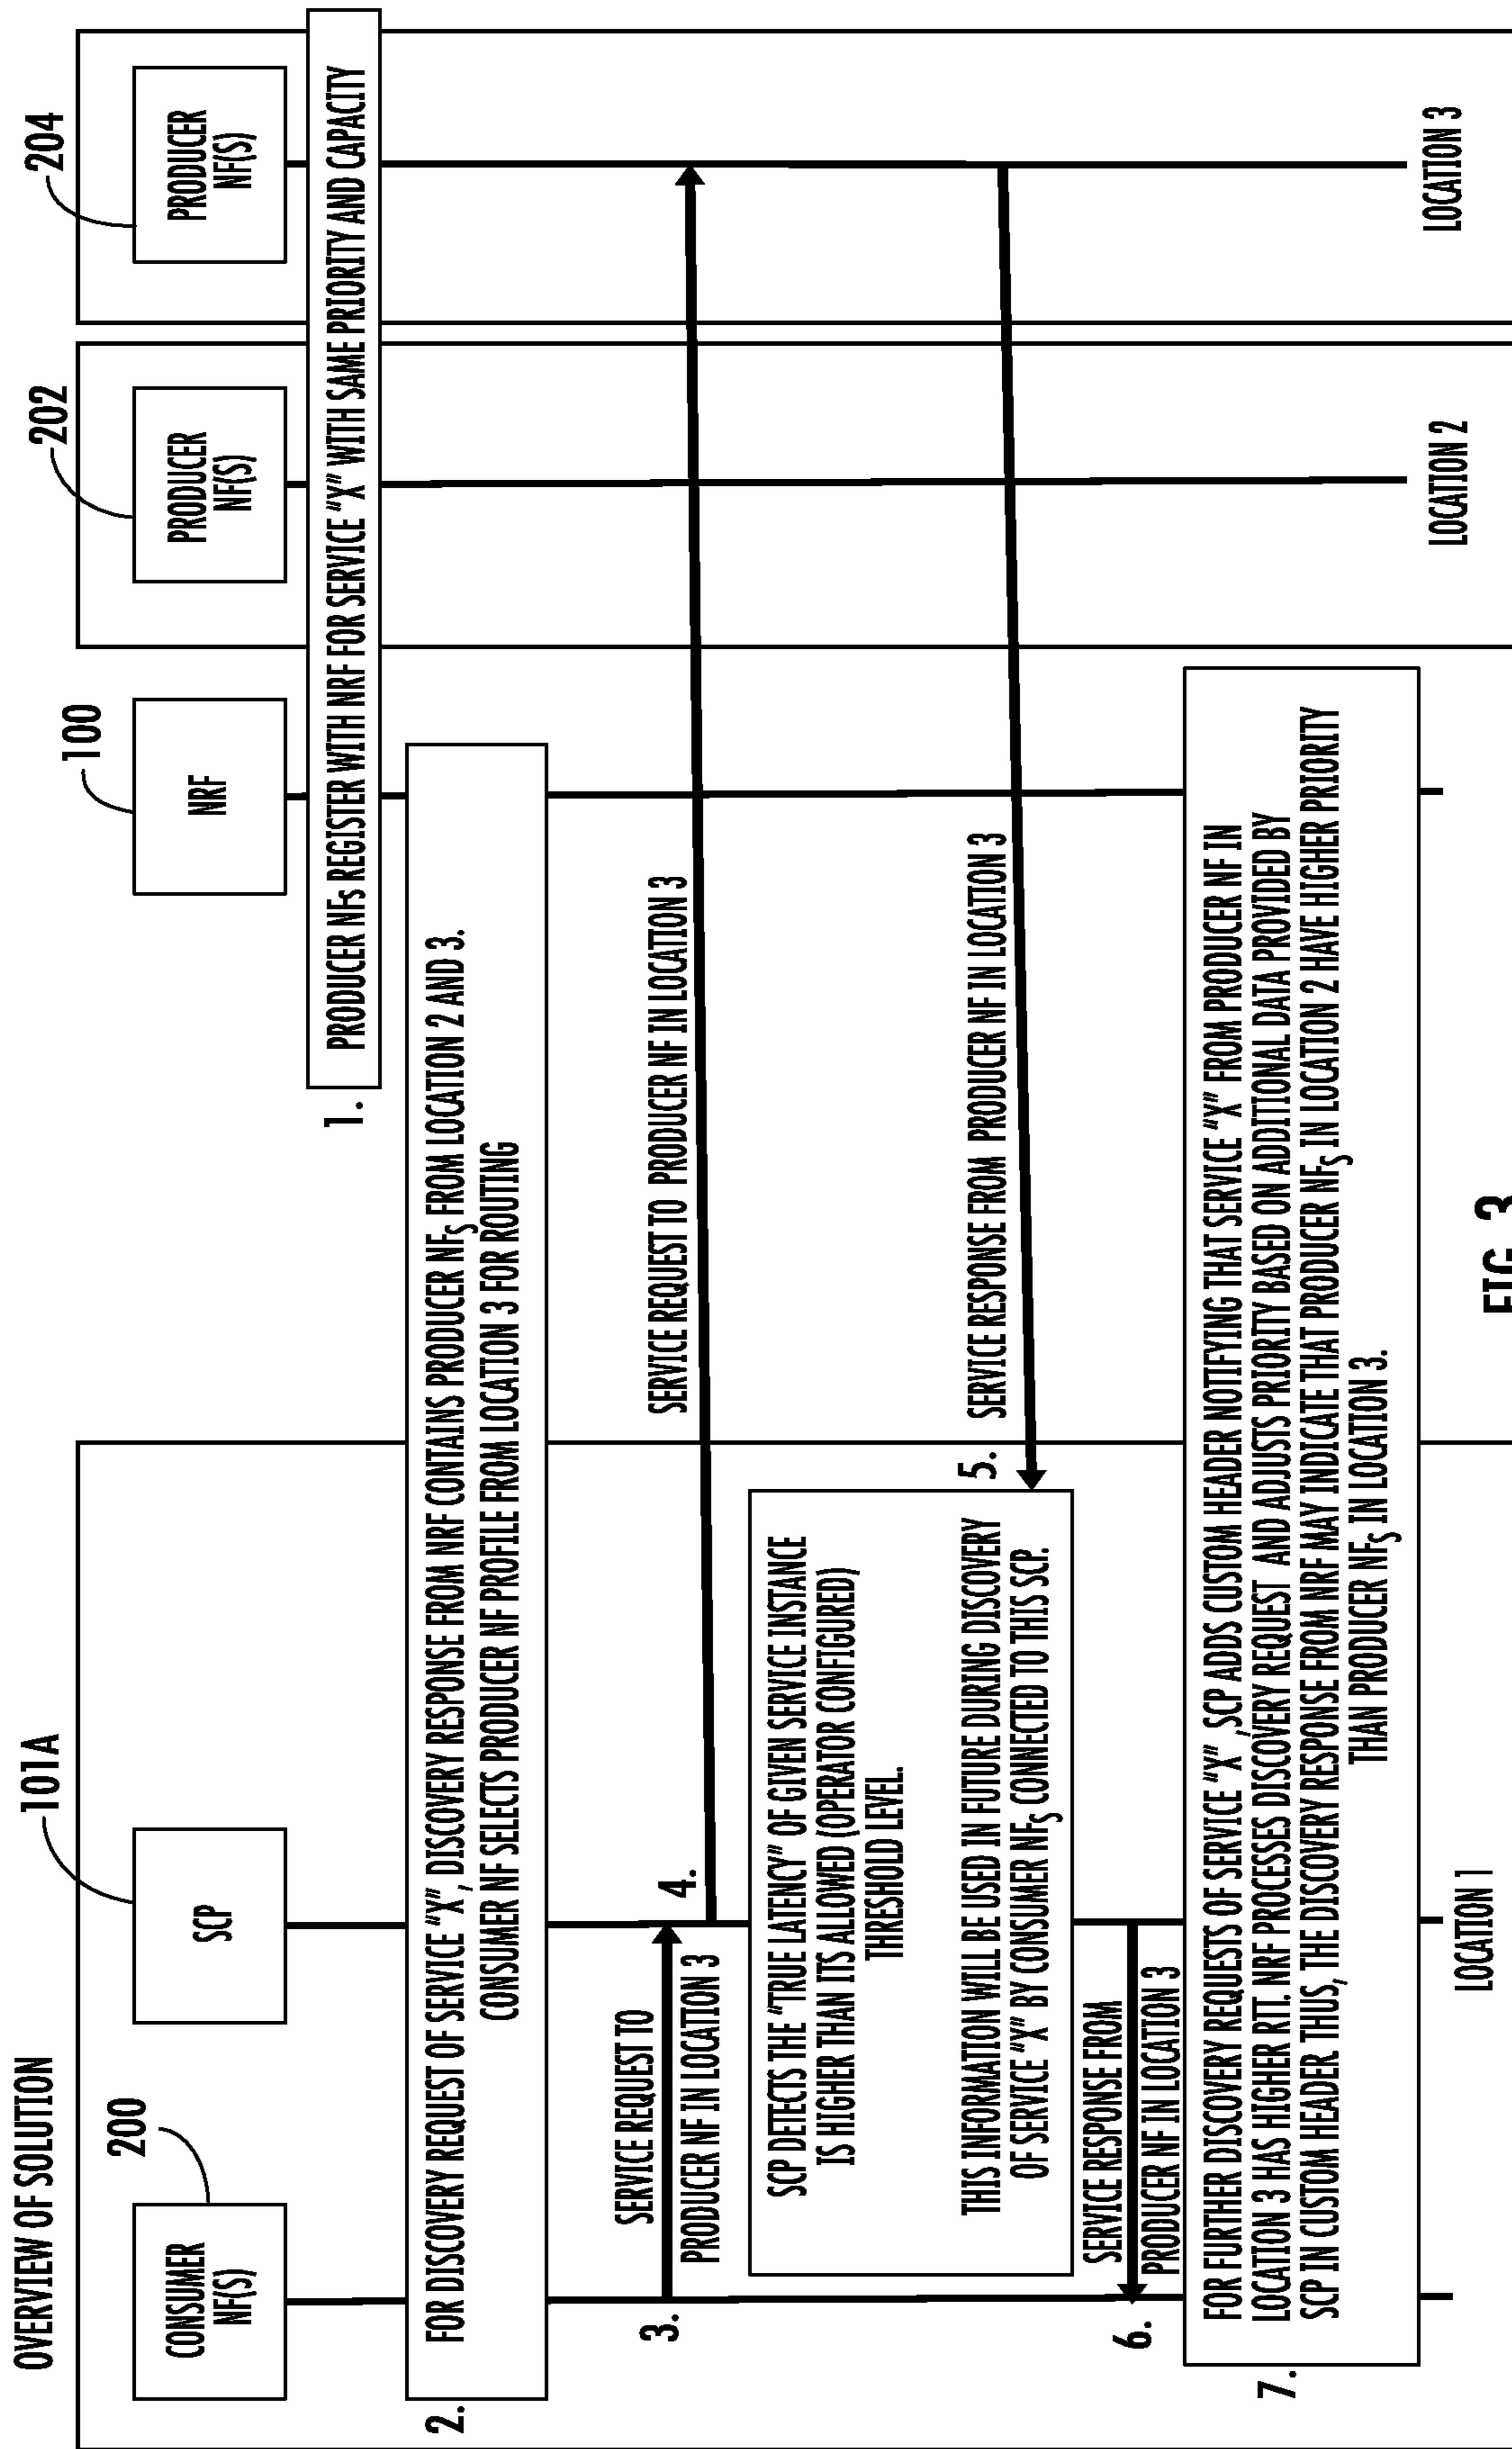 OVERVIEW OF SOLUTION
200
101A
100
202
204
CONSUMER
NF(S)
SCP
NRF
PRODUCER
NF(S)
PRODUCER
NF(S)
1.
PRODUCER NFs REGISTER WITH NRF FOR SERVICE "X" WITH SAME PRIORITY AND CAPACITY
2.
FOR DISCOVERY REQUEST OF SERVICE "X", DISCOVERY RESPONSE FROM NRF CONTAINS PRODUCER NFS FROM LOCATION 2 AND 3.
CONSUMER NF SELECTS PRODUCER NF PROFILE FROM LOCATION 3 FOR ROUTING
3.
SERVICE REQUEST TO
PRODUCER NF IN LOCATION 3
4.
SERVICE REQUEST TO PRODUCER NF IN LOCATION 3
SCP DETECTS THE "TRUE LATENCY" OF GIVEN SERVICE INSTANCE
IS HIGHER THAN ITS ALLOWED (OPERATOR CONFIGURED)
THRESHOLD LEVEL.
THIS INFORMATION WILL BE USED IN FUTURE DURING DISCOVERY
OF SERVICE "X" BY CONSUMER NFS CONNECTED TO THIS SCP.
5.
SERVICE RESPONSE FROM PRODUCER NF IN LOCATION 3
6.
SERVICE RESPONSE FROM
PRODUCER NF IN LOCATION 3
7.
FOR FURTHER DISCOVERY REQUESTS OF SERVICE "X", SCP ADDS CUSTOM HEADER NOTIFYING THAT SERVICE "X" FROM PRODUCER NF IN
LOCATION 3 HAS HIGHER RTT. NRF PROCESSES DISCOVERY REQUEST AND ADJUSTS PRIORITY BASED ON ADDITIONAL DATA PROVIDED BY
SCP IN CUSTOM HEADER THUS, THE DISCOVERY RESPONSE FROM NRF MAY INDICATE THAT PRODUCER NFS IN LOCATION 2 HAVE HIGHER PRIORITY
THAN PRODUCER NFS IN LOCATION 3.
LOCATION 1
LOCATION 2
LOCATION 3
FIG. 3